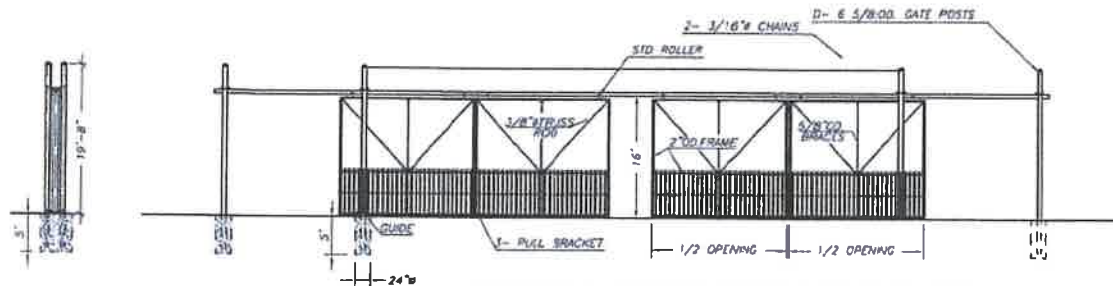 D- 6 5/8"OD. GATE POSTS
2- 3/16"ø CHAINS
STD. ROLLER
19'-8"
3/8"ø TRUSS
ROD
16'
2" OD. FRAME
5/8" OD.
BRACES
5'
5'
GUIDE
1- PULL BRACKET
1/2 OPENING
1/2 OPENING
24"ø